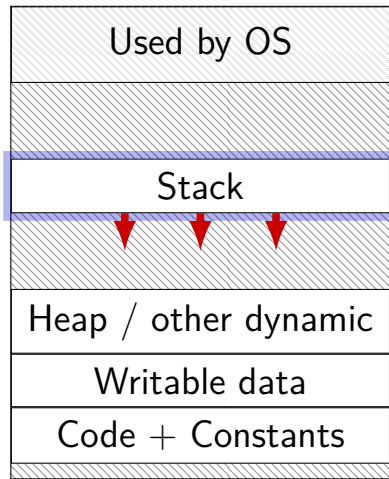 Used by OS
Stack
Heap / other dynamic
Writable data
Code + Constants